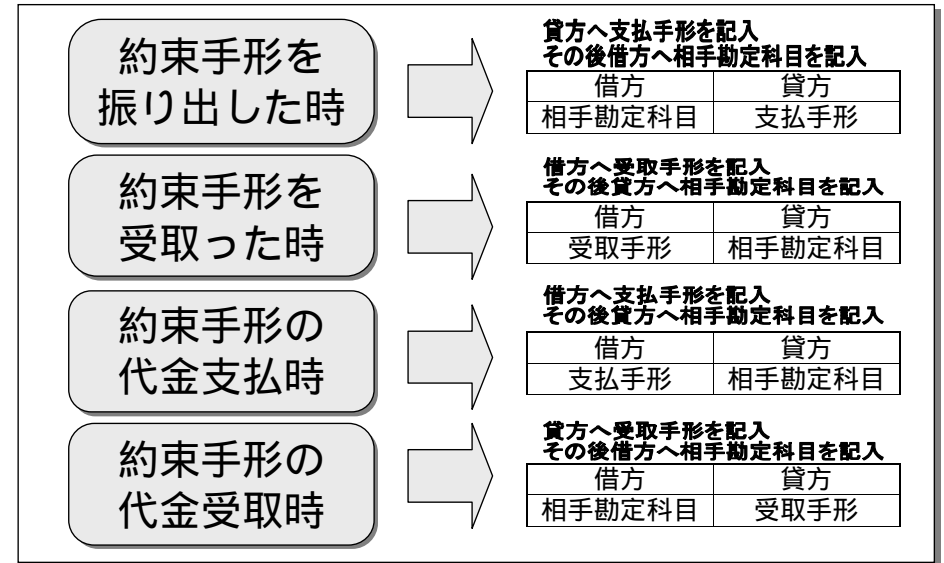 約束手形を
振り出した時
貸方へ支払手形を記入
その後借方へ相手勘定科目を記入
借方 貸方
相手勘定科目 支払手形
約束手形を
受取った時
借方へ受取手形を記入
その後貸方へ相手勘定科目を記入
借方 貸方
受取手形 相手勘定科目
約束手形の
代金支払時
借方へ支払手形を記入
その後貸方へ相手勘定科目を記入
借方 貸方
支払手形 相手勘定科目
約束手形の
代金受取時
貸方へ受取手形を記入
その後借方へ相手勘定科目を記入
借方 貸方
相手勘定科目 受取手形